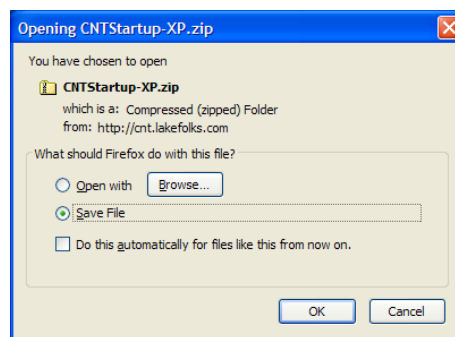 Opening CNTStartup-XP.zip
You have chosen to open
CNTStartup-XP.zip
which is a: Compressed (zipped) Folder
from: http://cnt.lakefolks.com
What should Firefox do with this file?
Open with Browse...
Save File
Do this automatically for files like this from now on.
OK Cancel